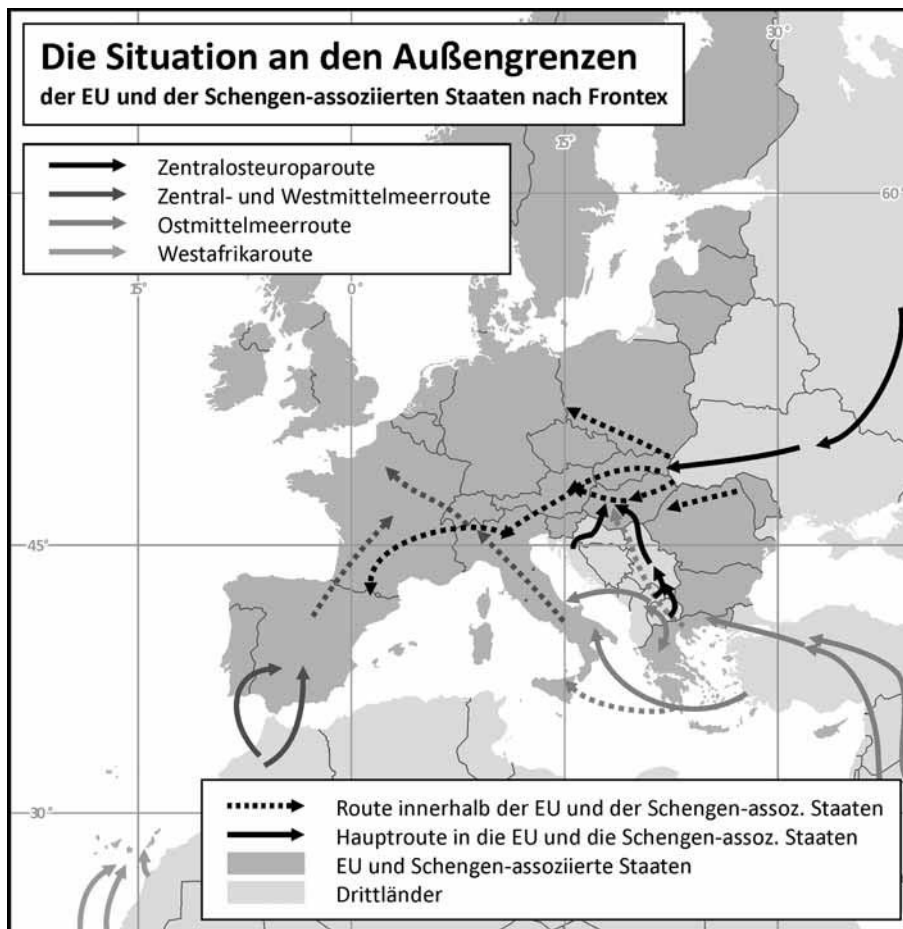 Die Situation an den Außengrenzen
der EU und der Schengen-assoziierten Staaten nach Frontex
30°
15°
Zentralosteuroparoute
Zentral- und Westmittelmeerroute
Ostmittelmeerroute
Westafrikaroute
60°
15°
0°
45°
30°
Route innerhalb der EU und der Schengen-assoz. Staaten
Hauptroute in die EU und die Schengen-assoz. Staaten
EU und Schengen-assoziierte Staaten
Drittländer